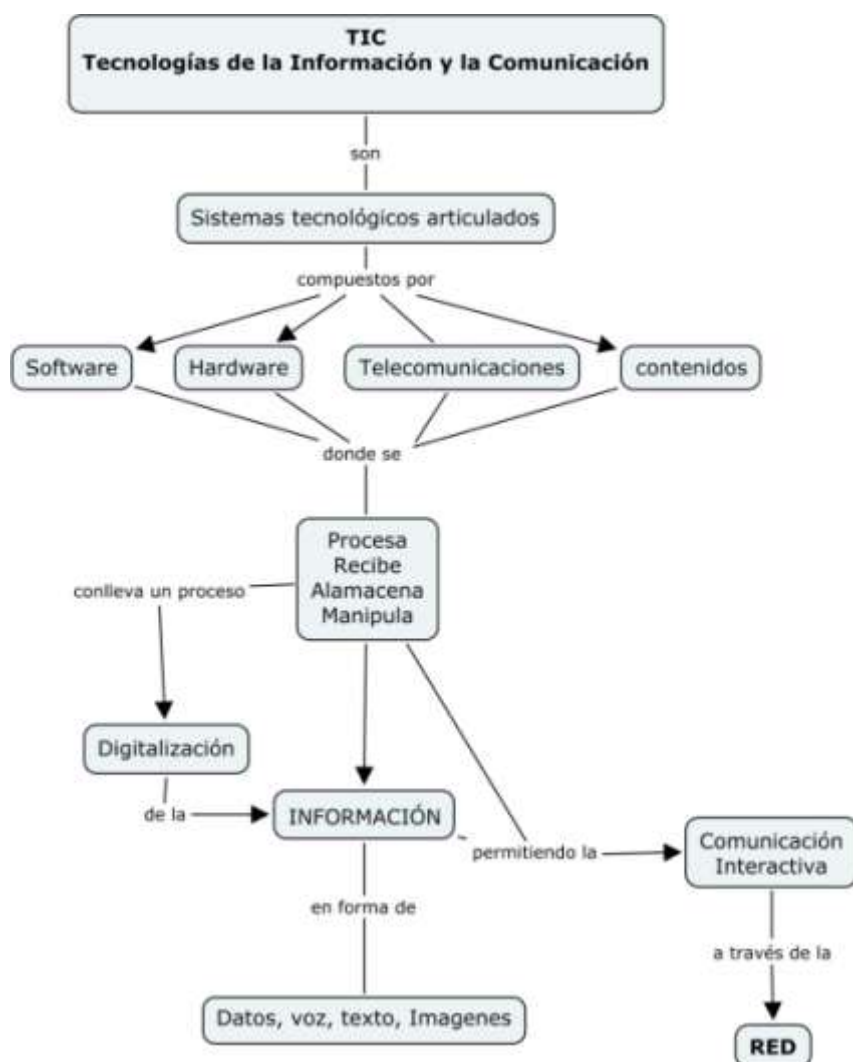 TIC
Tecnologías de la Información y la Comunicación
son
Sistemas tecnológicos articulados
compuestos por
Software
Hardware
Telecomunicaciones
contenidos
donde se
Procesa
Recibe
Alamacena
Manipula
conlleva un proceso
Digitalización
de la
INFORMACIÓN
permitiendo la
Comunicación
Interactiva
en forma de
a través de la
Datos, voz, texto, Imagenes
RED